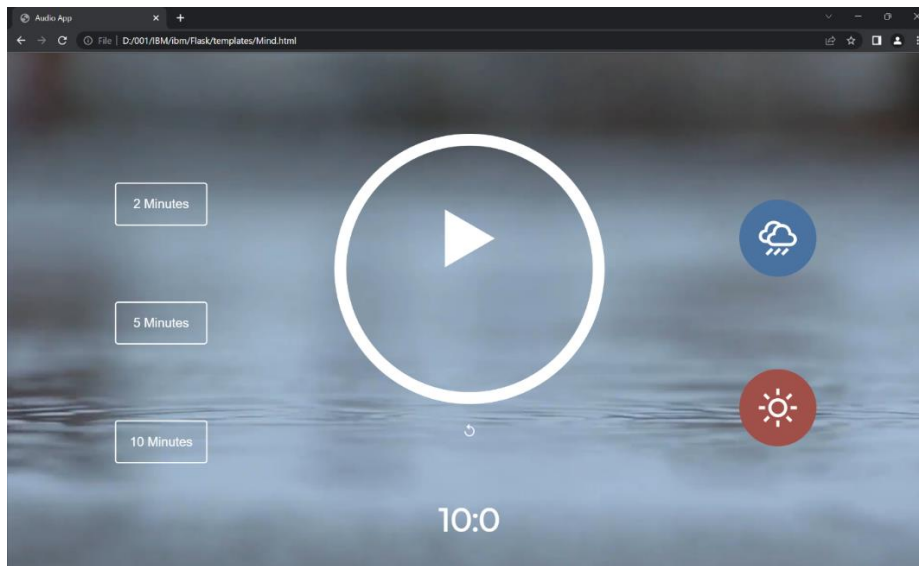 Audio App
File | D:/001/IBM/ibm/Flask/templates/Mind.html
2 Minutes
5 Minutes
10 Minutes
10:0